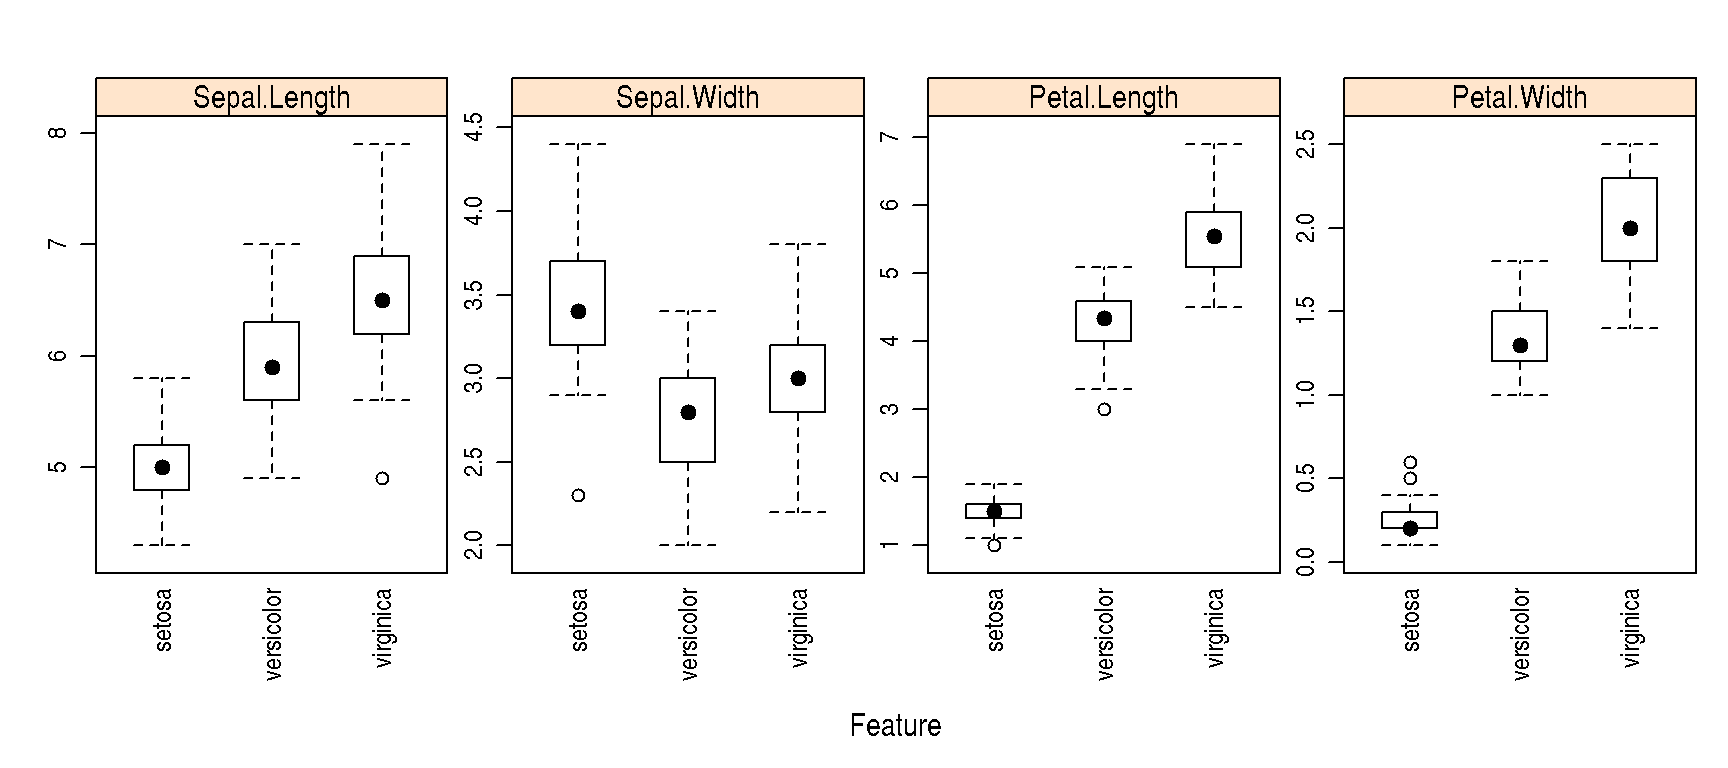 Sepal.Length
8
7
6
5
setosa
versicolor
virginica
Sepal.Width
4.5
4.0
3.5
3.0
2.5
2.0
setosa
versicolor
virginica
Petal.Length
7
6
5
4
3
2
1
setosa
versicolor
virginica
Petal.Width
2.5
2.0
1.5
1.0
0.5
0.0
setosa
versicolor
virginica
Feature